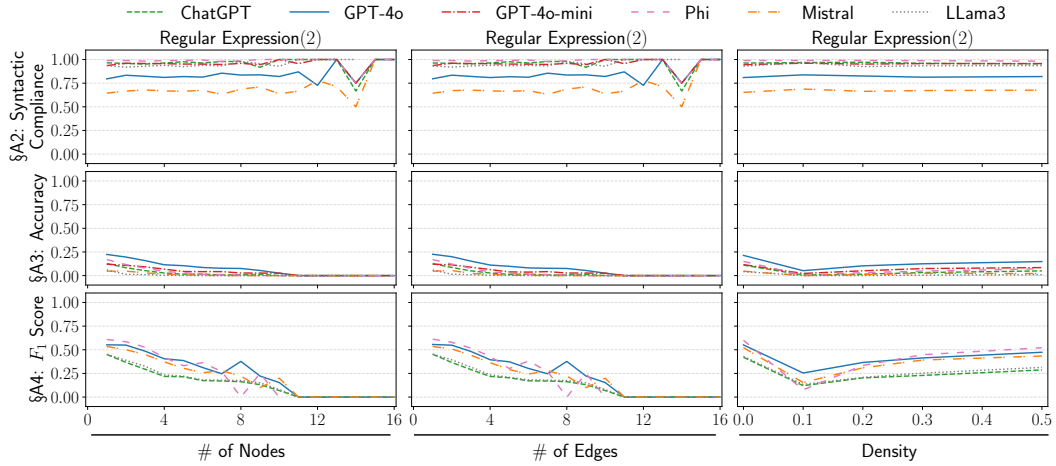 ChatGPT GPT-4o GPT-4o-mini Phi Mistral LLama3
Regular Expression(2) Regular Expression(2) Regular Expression(2)
§A2: Syntactic
Compliance
1.00
0.75
0.50
0.25
0.00
§A3: Accuracy
1.00
0.75
0.50
0.25
0.00
§A4: F1 Score
1.00
0.75
0.50
0.25
0.00
0 4 8 12 16 0 4 8 12 16 0.0 0.1 0.2 0.3 0.4 0.5
# of Nodes # of Edges Density